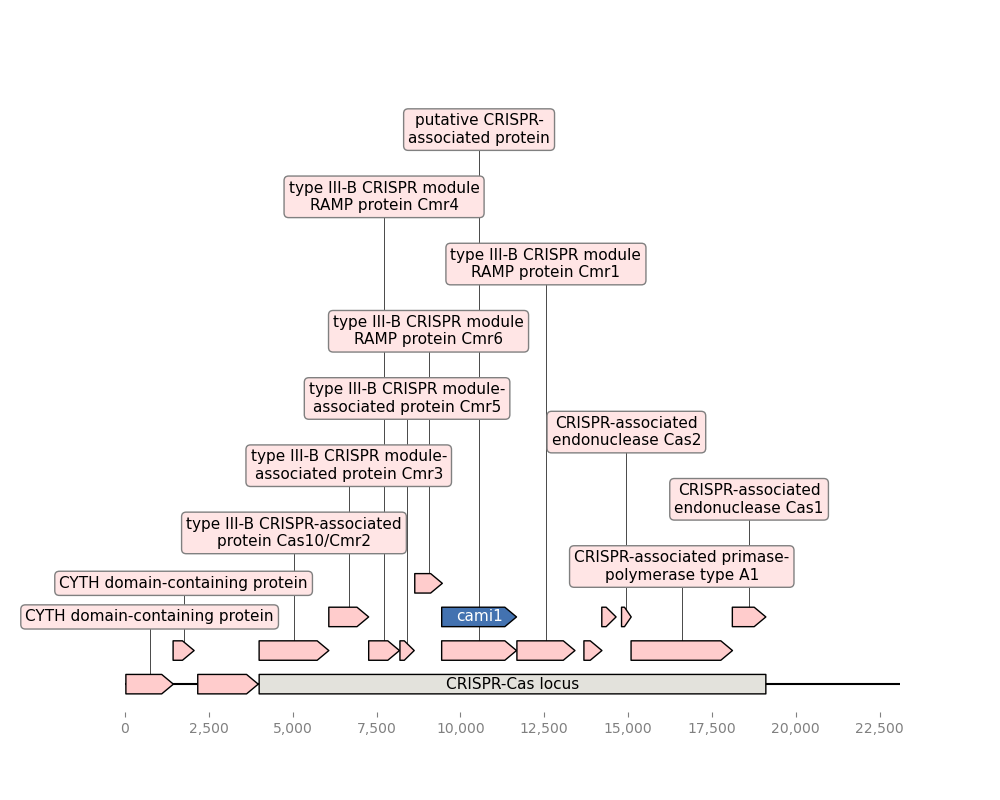 putative CRISPR-
associated protein
type III-B CRISPR module
RAMP protein Cmr4
type III-B CRISPR module
RAMP protein Cmr1
type III-B CRISPR module
RAMP protein Cmr6
type III-B CRISPR module-
associated protein Cmr5
CRISPR-associated
endonuclease Cas2
type III-B CRISPR module-
associated protein Cmr3
CRISPR-associated
endonuclease Cas1
type III-B CRISPR-associated
protein Cas10/Cmr2
CRISPR-associated primase-
polymerase type A1
CYTH domain-containing protein
CYTH domain-containing protein
cami1
CRISPR-Cas locus
0 2,500 5,000 7,500 10,000 12,500 15,000 17,500 20,000 22,500